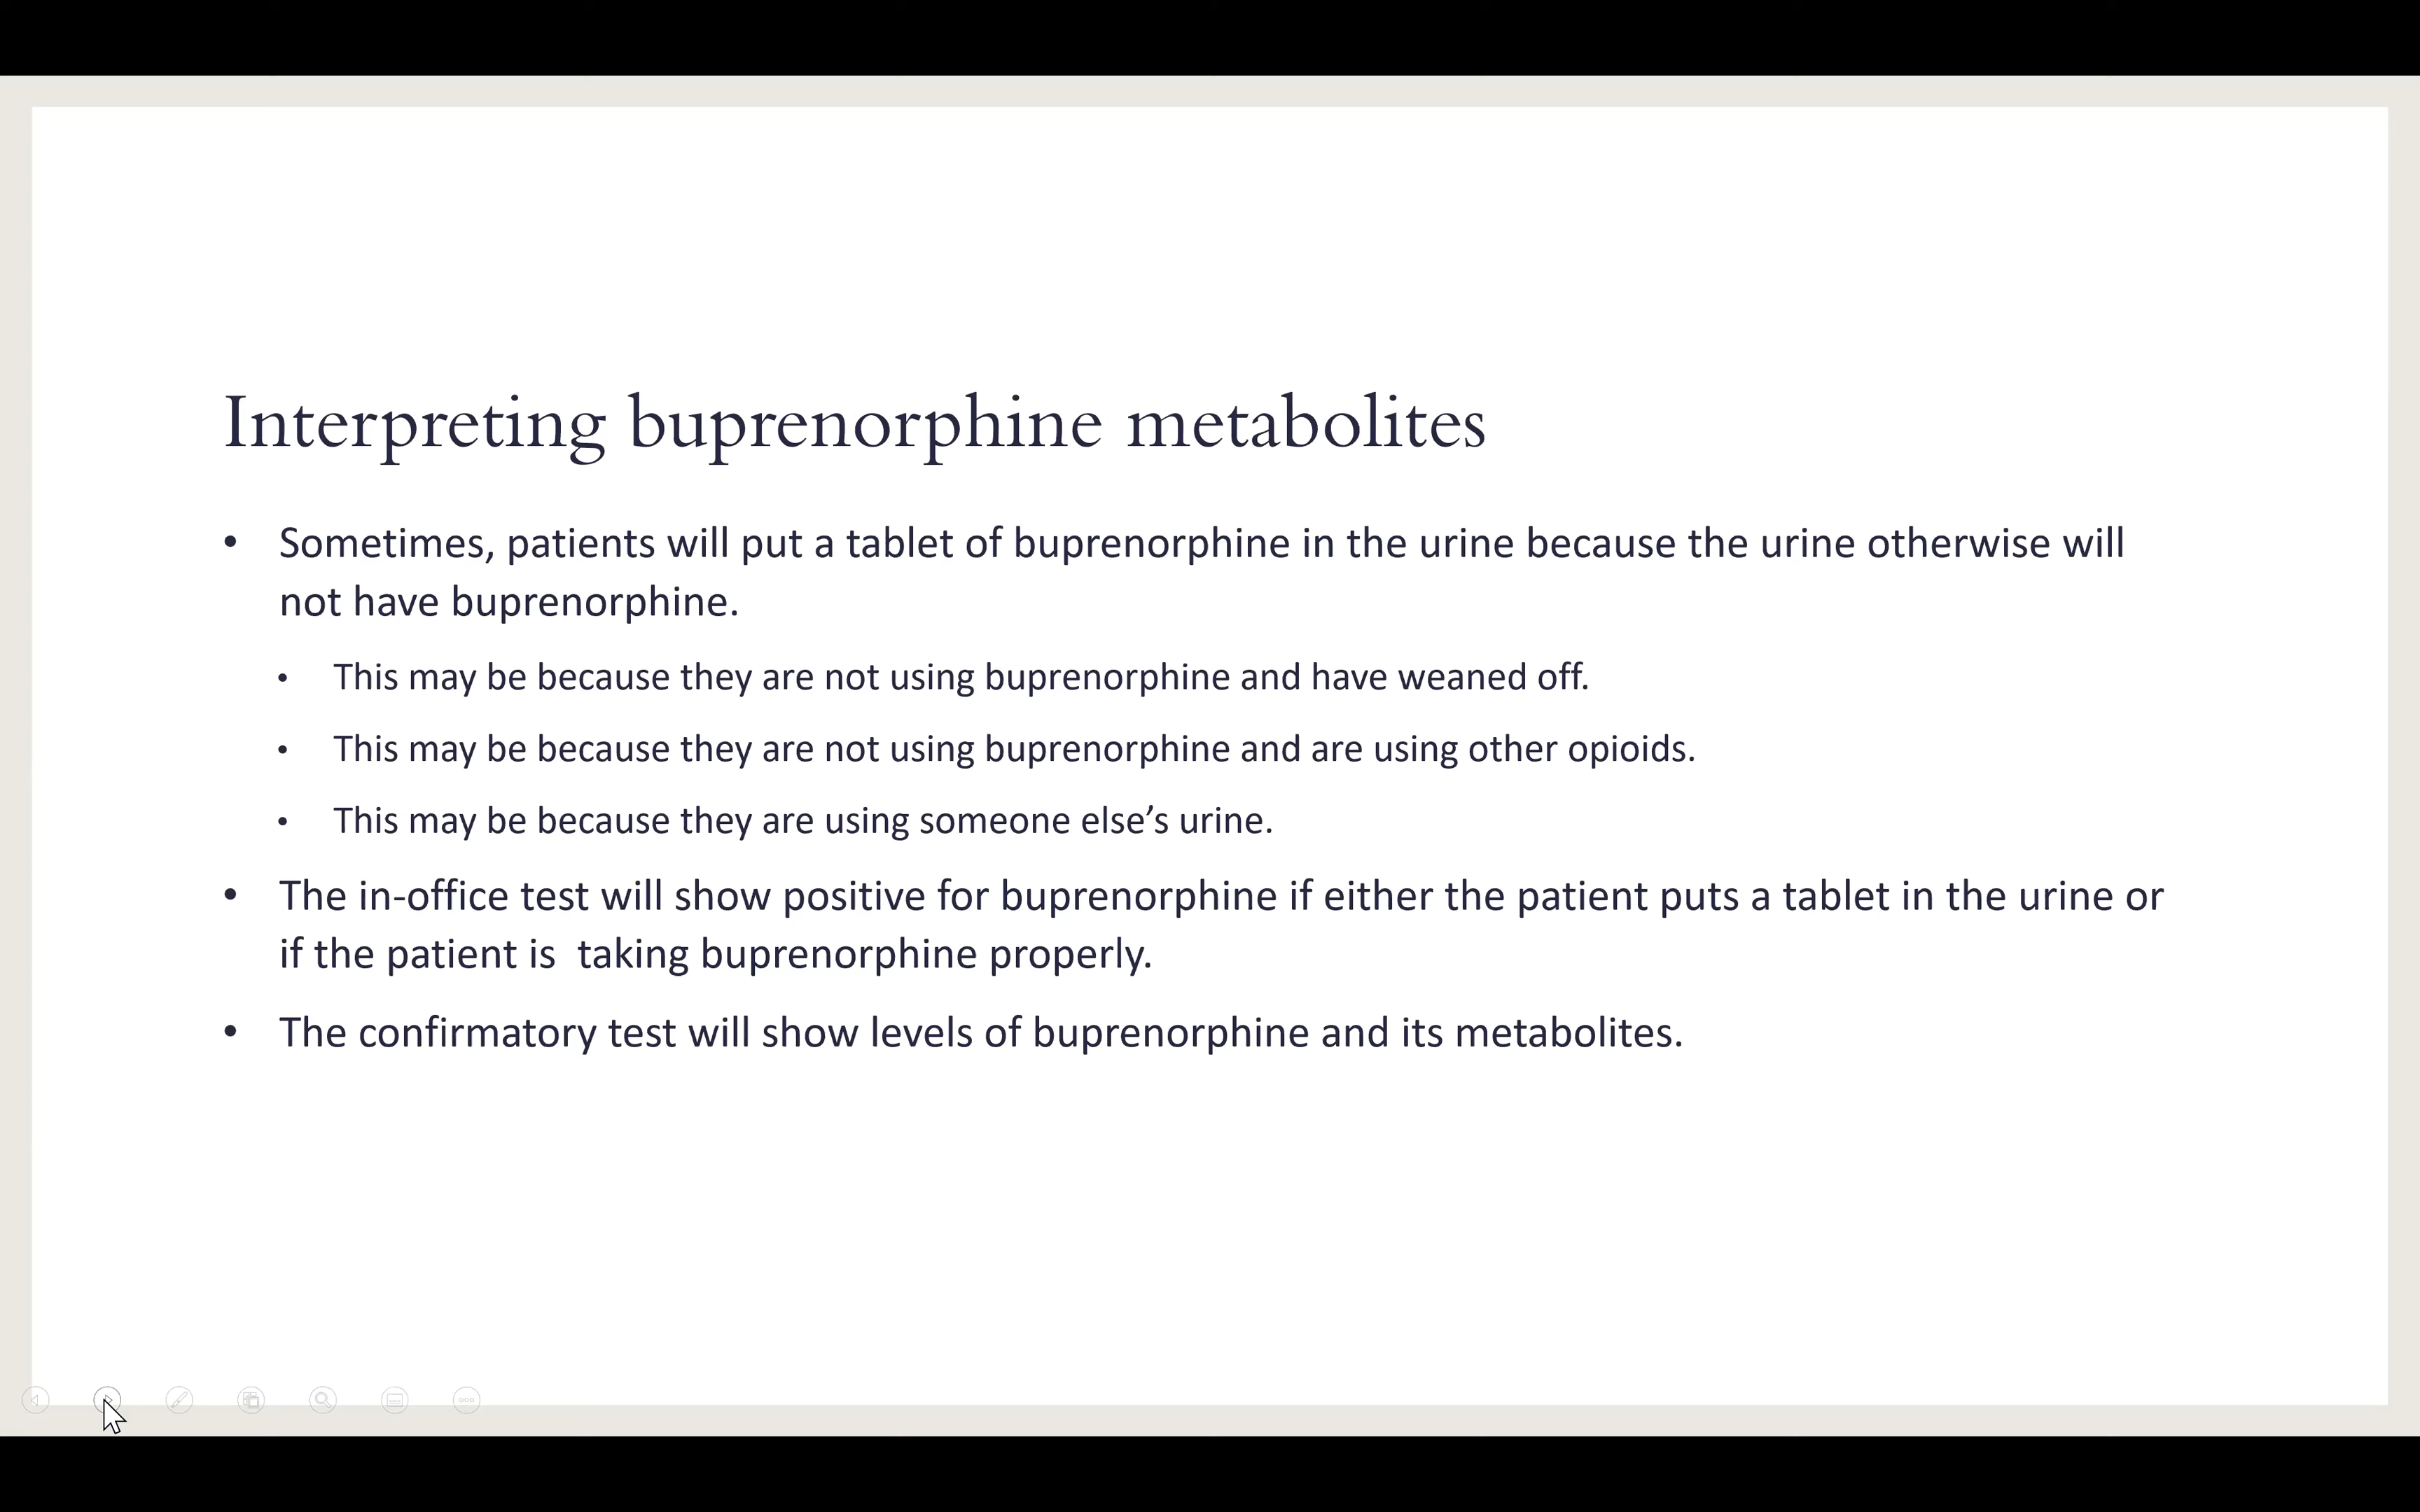 Interpreting buprenorphine metabolites
• Sometimes, patients will put a tablet of buprenorphine in the urine because the urine otherwise will
not have buprenorphine.
• This may be because they are not using buprenorphine and have weaned off.
• This may be because they are not using buprenorphine and are using other opioids.
• This may be because they are using someone else’s urine.
• The in-office test will show positive for buprenorphine if either the patient puts a tablet in the urine or
if the patient is  taking buprenorphine properly.
• The confirmatory test will show levels of buprenorphine and its metabolites.